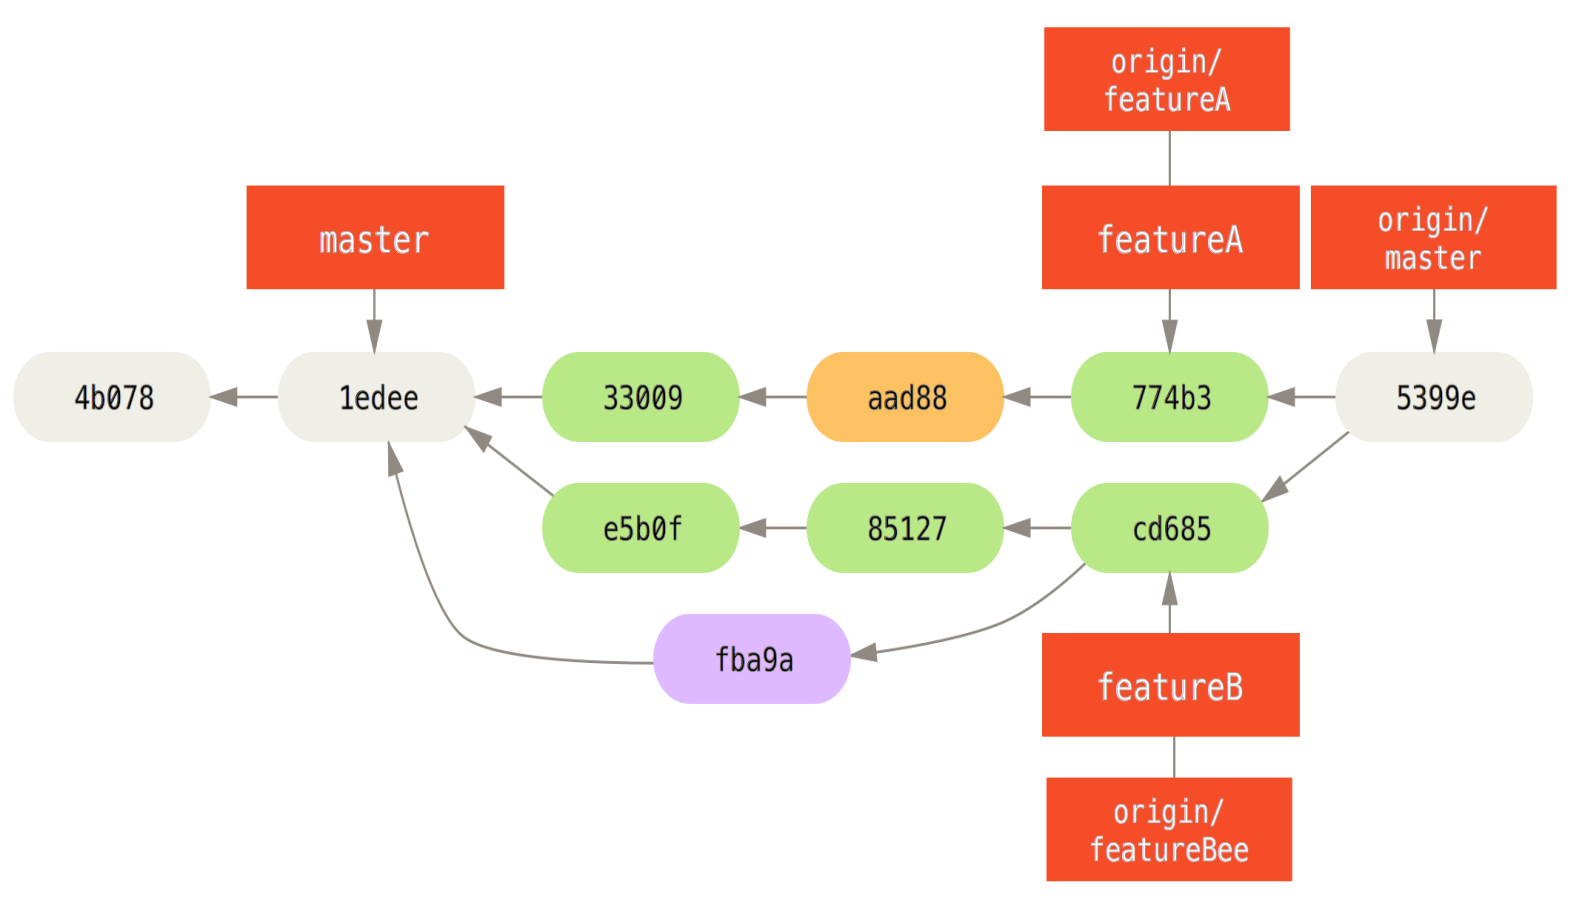 origin/
featureA
master
featureA
origin/
master
4b078
1edee
33009
aad88
774b3
5399e
e5b0f
85127
cd685
fba9a
featureB
origin/
featureBee